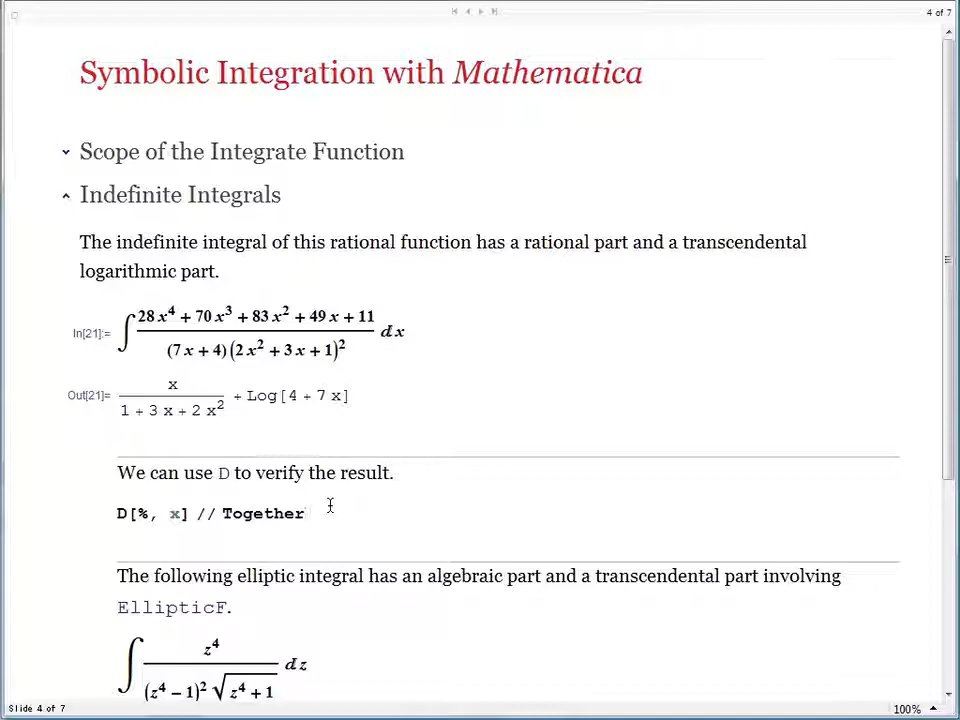 4 of 7
Symbolic Integration with Mathematica
Scope of the Integrate Function
Indefinite Integrals
The indefinite integral of this rational function has a rational part and a transcendental
logarithmic part.
In[21]:= ∫ (28 x^4 + 70 x^3 + 83 x^2 + 49 x + 11) / ((7 x + 4) (2 x^2 + 3 x + 1)^2) dx
Out[21]= x / (1 + 3 x + 2 x^2) + Log[4 + 7 x]
We can use D to verify the result.
D[%, x] // Together
The following elliptic integral has an algebraic part and a transcendental part involving
EllipticF.
∫ z^4 / ((z^4 − 1)^2 √(z^4 + 1)) dz
Slide 4 of 7
100%